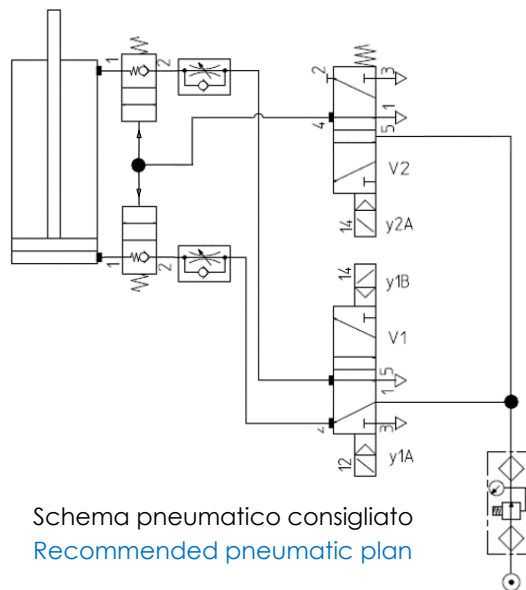 1
2
2
3
1
4
5
V2
14
y2A
1
2
14
y1B
V1
5
1
4
3
12
y1A
Schema pneumatico consigliato
Recommended pneumatic plan